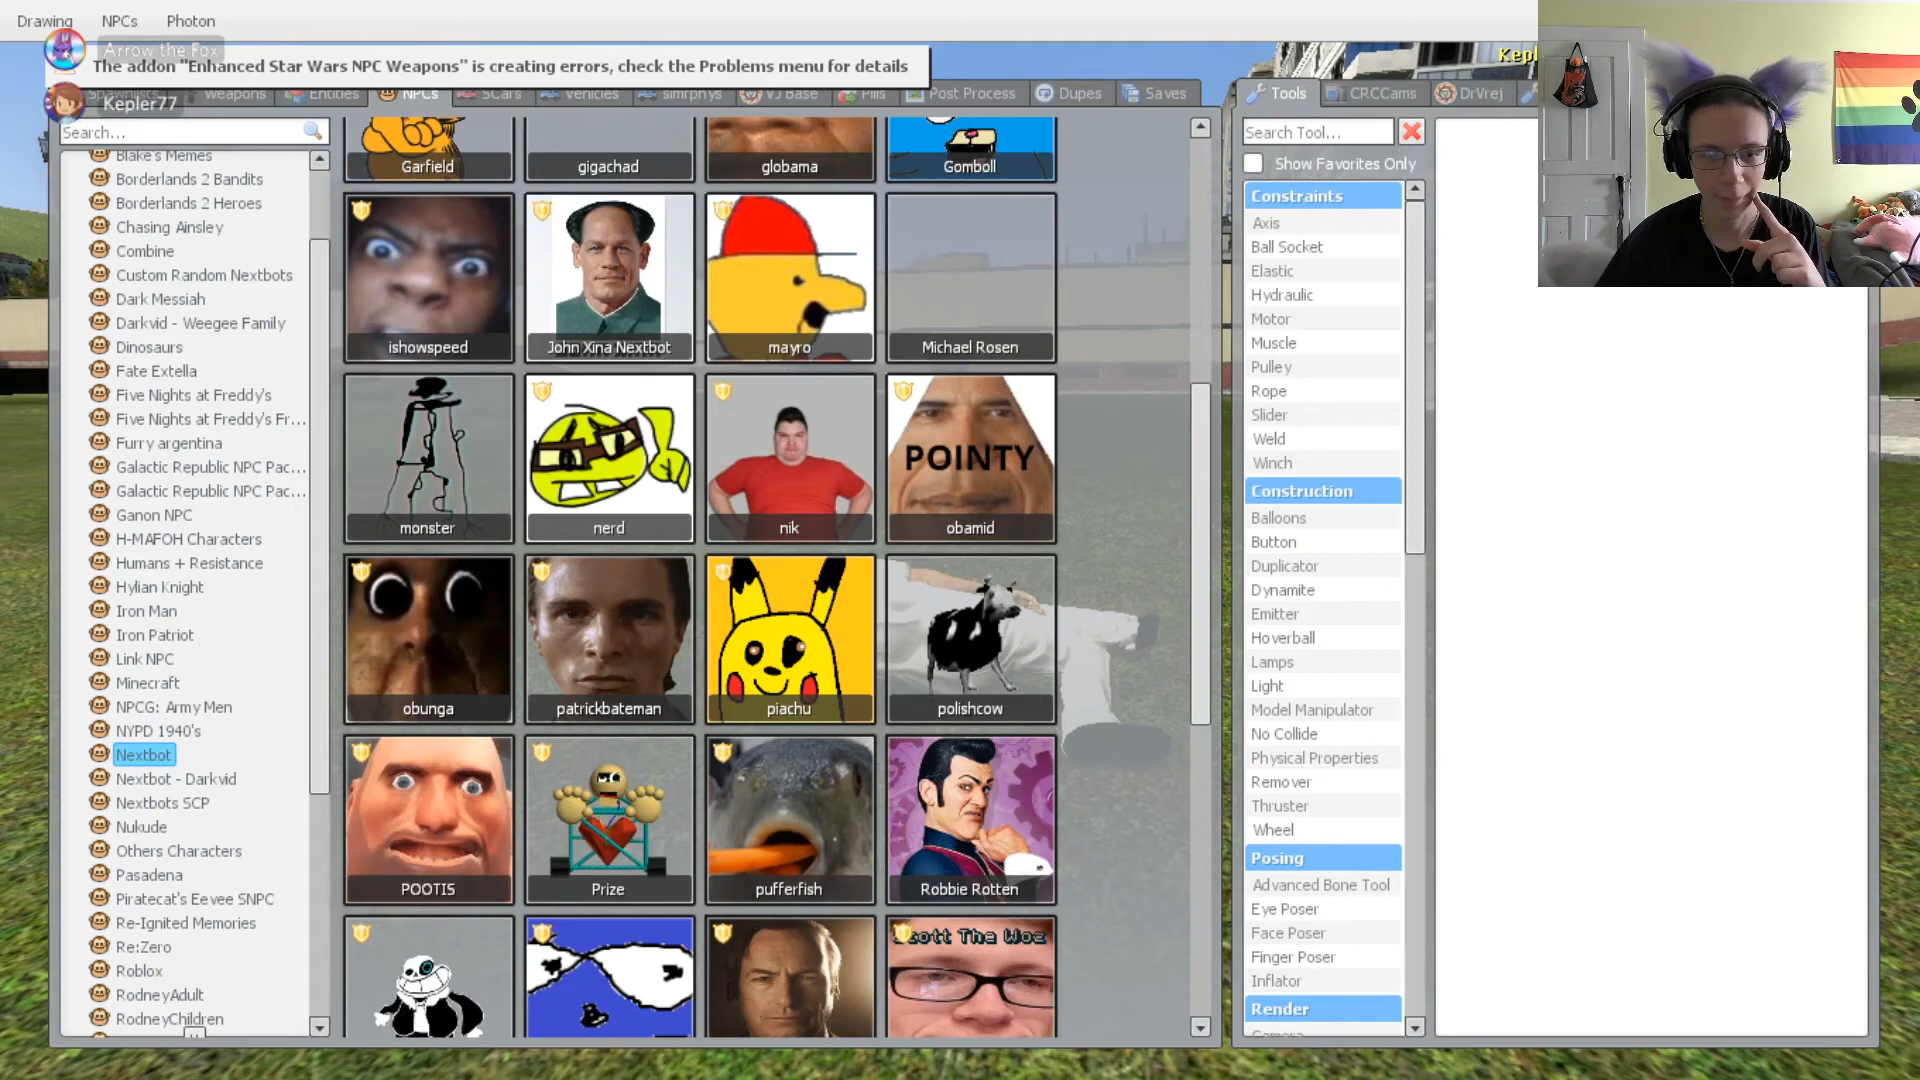 Drawing NPCs Photon
Arrow the Fox
The addon "Enhanced Star Wars NPC Weapons" is creating errors, check the Problems menu for details
Kepler77
Spawnlists Weapons Entities NPCs SCars Vehicles simfphys VJ Base Pills Post Process Dupes Saves
Search...
Blake's Memes
Borderlands 2 Bandits
Borderlands 2 Heroes
Chasing Ainsley
Combine
Custom Random Nextbots
Dark Messiah
Darkvid - Weegee Family
Dinosaurs
Fate Extella
Five Nights at Freddy's
Five Nights at Freddy's Fr...
Furry argentina
Galactic Republic NPC Pac...
Galactic Republic NPC Pac...
Ganon NPC
H-MAFOH Characters
Humans + Resistance
Hylian Knight
Iron Man
Iron Patriot
Link NPC
Minecraft
NPCG: Army Men
NYPD 1940's
Nextbot
Nextbot - Darkvid
Nextbots SCP
Nukude
Others Characters
Pasadena
Piratecat's Eevee SNPC
Re-Ignited Memories
Re:Zero
Roblox
RodneyAdult
RodneyChildren
Garfield gigachad globama Gomboll
ishowspeed John Xina Nextbot mayro Michael Rosen
POINTY
monster nerd nik obamid
obunga patrickbateman piachu polishcow
POOTIS Prize pufferfish Robbie Rotten
Scott The Woz
Kep
Tools CRCCams DrVrej
Search Tool...
Show Favorites Only
Constraints
Axis
Ball Socket
Elastic
Hydraulic
Motor
Muscle
Pulley
Rope
Slider
Weld
Winch
Construction
Balloons
Button
Duplicator
Dynamite
Emitter
Hoverball
Lamps
Light
Model Manipulator
No Collide
Physical Properties
Remover
Thruster
Wheel
Posing
Advanced Bone Tool
Eye Poser
Face Poser
Finger Poser
Inflator
Render
Camera